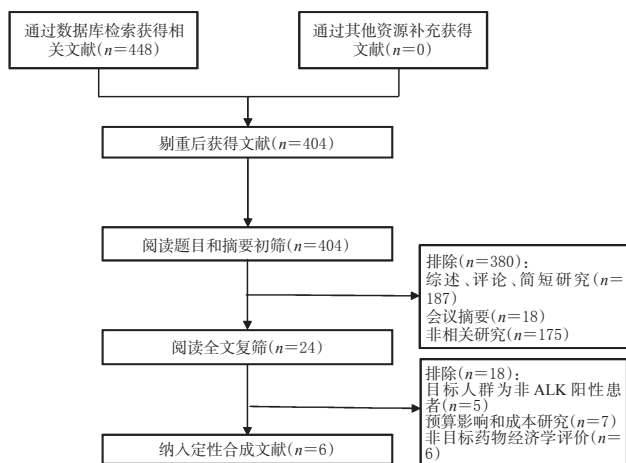 通过数据库检索获得相
关文献(n=448)
通过其他资源补充获得
文献(n=0)
剔重后获得文献(n=404)
阅读题目和摘要初筛(n=404)
排除(n=380)：
综述、评论、简短研究(n=
187)
会议摘要(n=18)
非相关研究(n=175)
阅读全文复筛(n=24)
排除(n=18)：
目标人群为非 ALK 阳性患
者(n=5)
预算影响和成本研究(n=7)
非目标药物经济学评价(n=
6)
纳入定性合成文献(n=6)